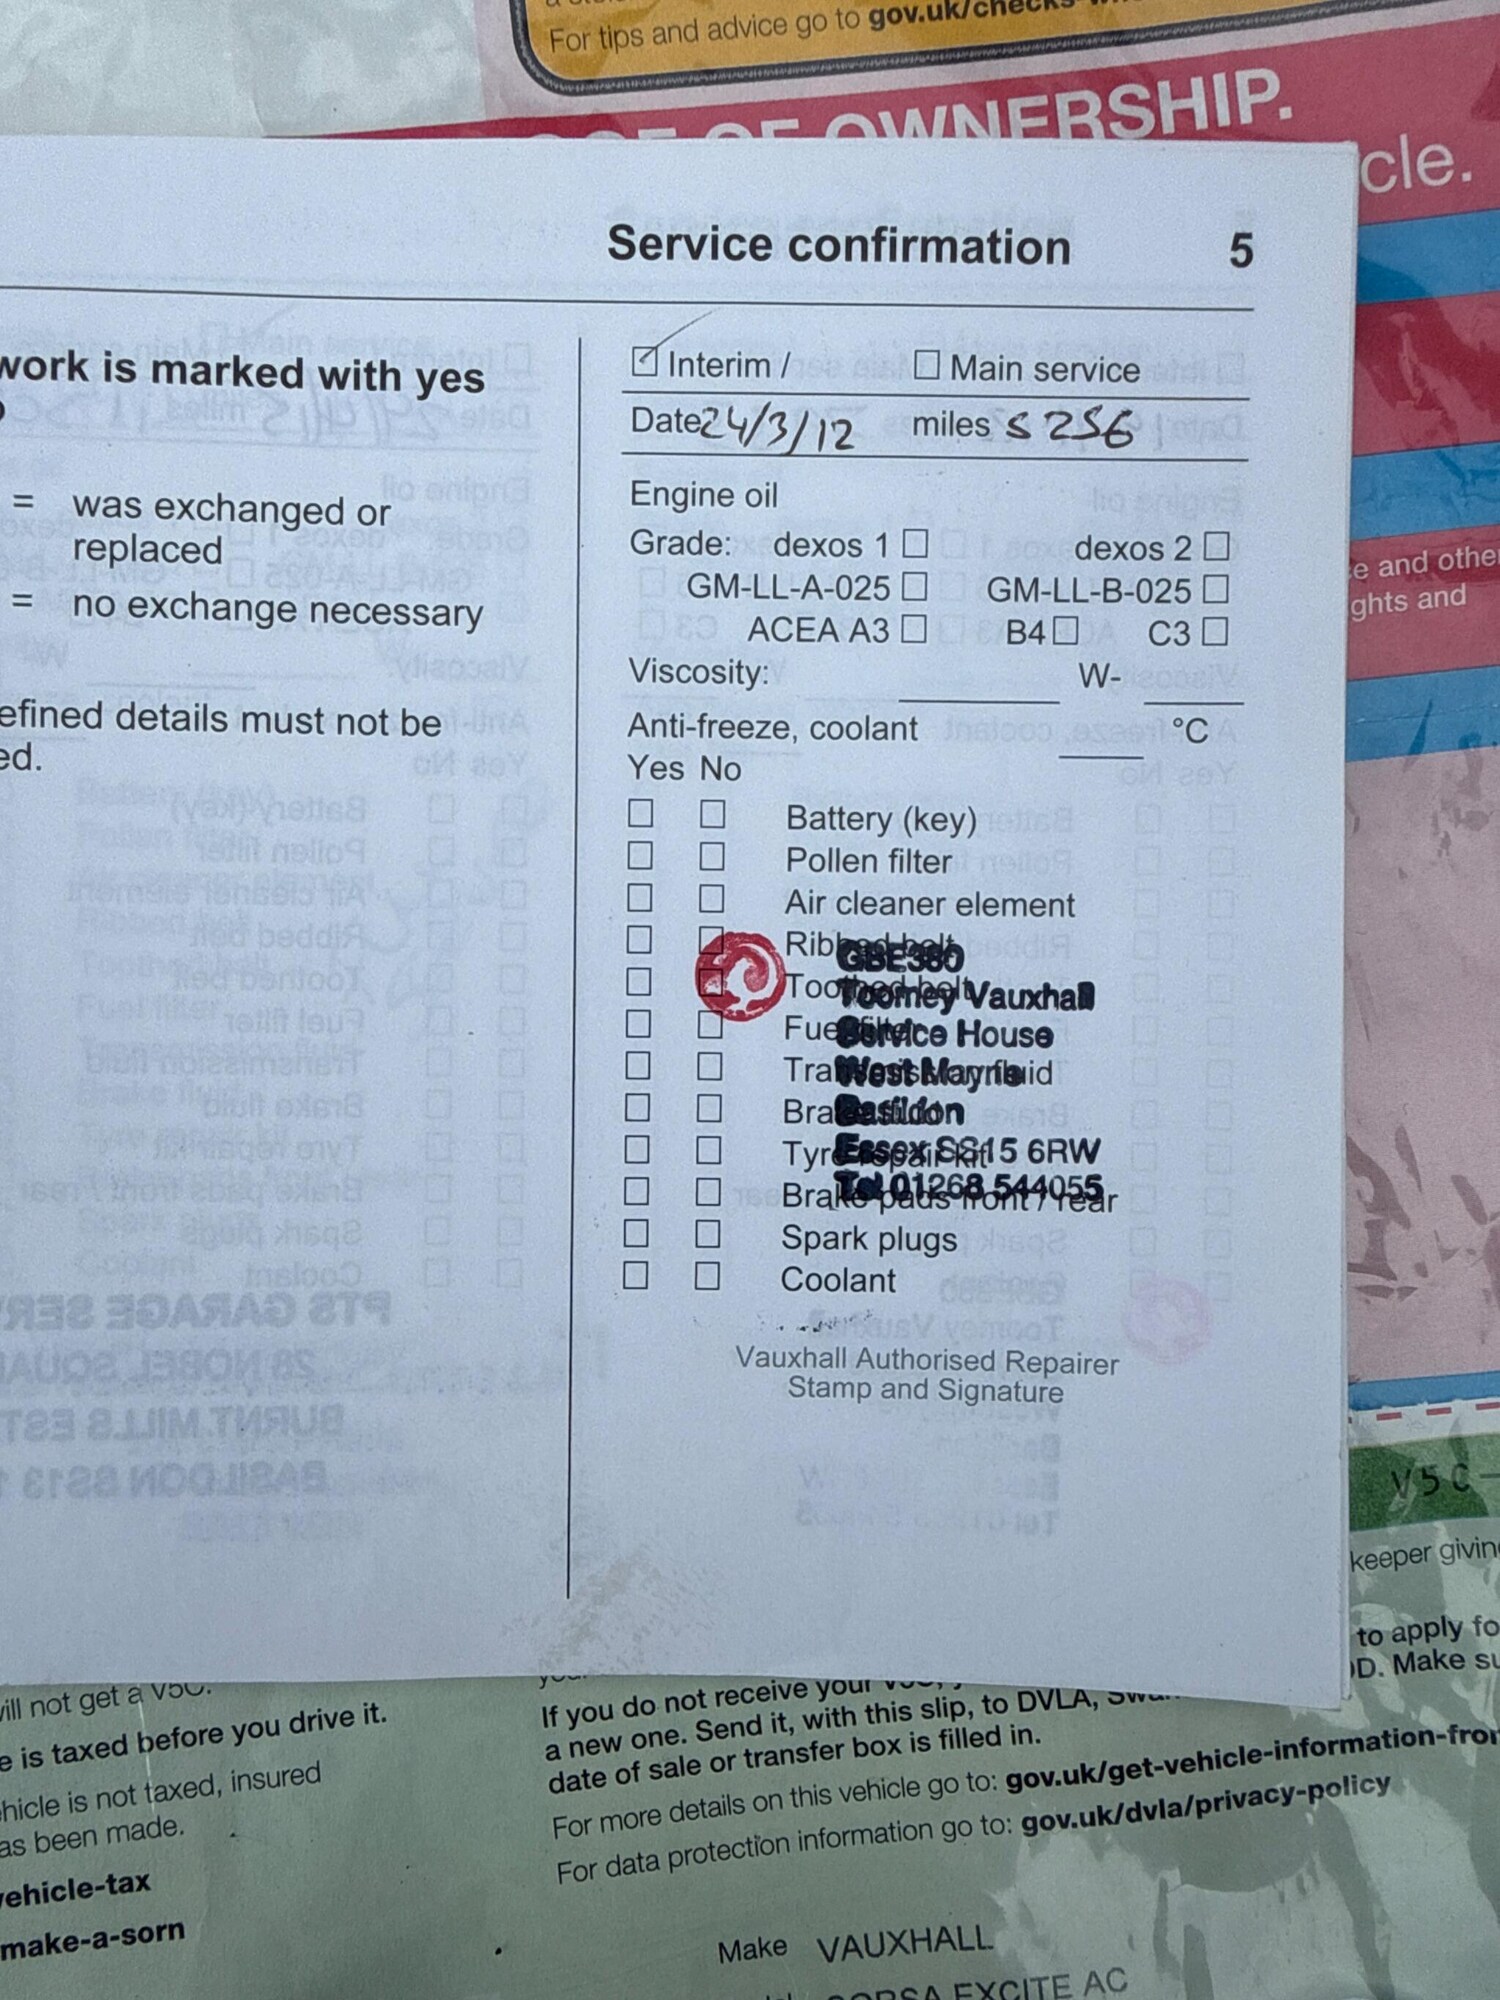 For tips and advice go to gov.uk/checks-
OF OWNERSHIP.
cle.
Service confirmation 5
work is marked with yes
= was exchanged or
replaced
= no exchange necessary
efined details must not be
ed.
Interim / Main service
Date 24/3/12 miles 5256
Engine oil
Grade: dexos 1 dexos 2
GM-LL-A-025 GM-LL-B-025
ACEA A3 B4 C3
Viscosity: W-
Anti-freeze, coolant °C
Yes No
Battery (key)
Pollen filter
Air cleaner element
Ribbed belt
Toothed belt
Fuel filter
Transmission fluid
Brake fluid
Tyre repair kit
Brake pads front / rear
Spark plugs
Coolant
GBE380
Toomey Vauxhall
Service House
West Mayne
Basildon
Essex SS15 6RW
Tel 01268 544055
Vauxhall Authorised Repairer
Stamp and Signature
e and other
ghts and
V5C
keeper giving
to apply fo
D. Make su
ill not get a V5C.
e is taxed before you drive it.
hicle is not taxed, insured
as been made.
vehicle-tax
make-a-sorn
If you do not receive your
a new one. Send it, with this slip, to DVLA,
date of sale or transfer box is filled in.
For more details on this vehicle go to: gov.uk/get-vehicle-information-from
For data protection information go to: gov.uk/dvla/privacy-policy
Make VAUXHALL
CORSA EXCITE AC